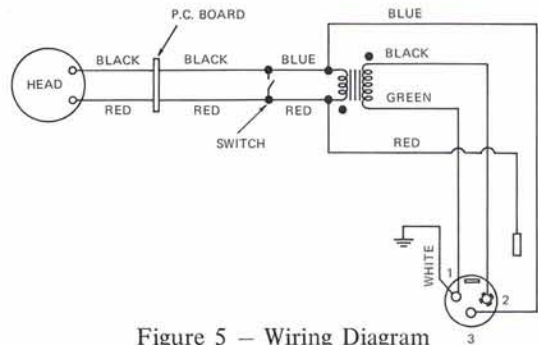 P.C. BOARD
BLUE
BLACK
BLACK
BLUE
BLACK
HEAD
GREEN
RED
RED
RED
SWITCH
RED
WHITE
1
2
3
Figure 5 – Wiring Diagram